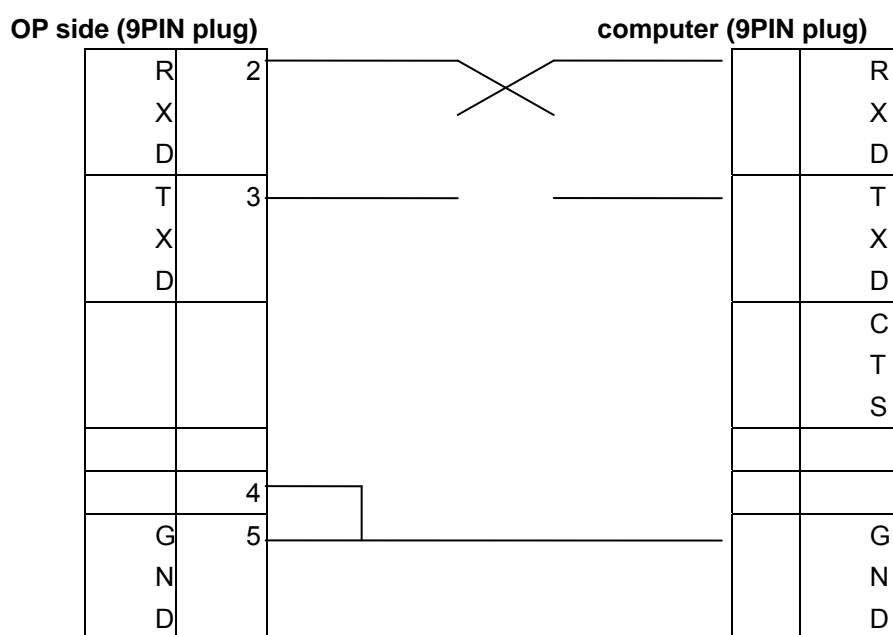 OP side (9PIN plug) computer (9PIN plug)
R 2 R
X X
D D
T 3 T
X X
D D
C
T
S
4
G 5 G
N N
D D